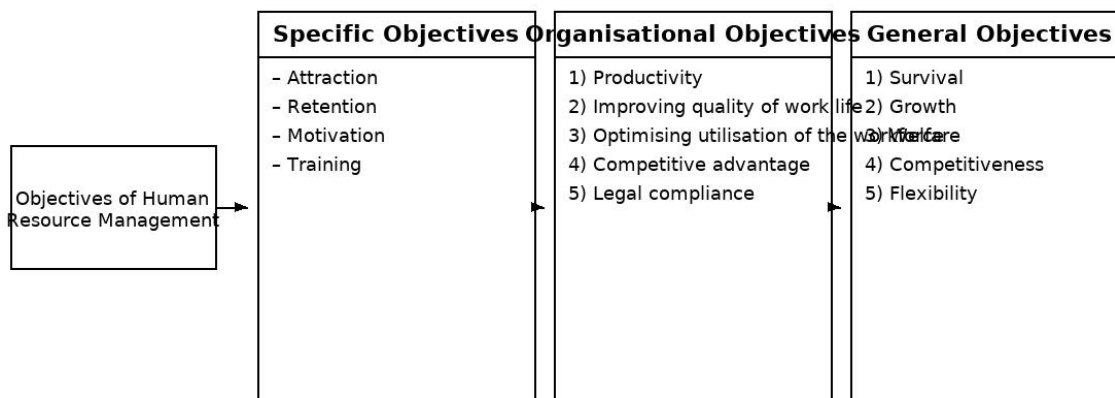 Objectives of Human
Resource Management
Specific Objectives
– Attraction
– Retention
– Motivation
– Training
Organisational Objectives
1) Productivity
2) Improving quality of work life
3) Optimising utilisation of the workforce
4) Competitive advantage
5) Legal compliance
General Objectives
1) Survival
2) Growth
3) Welfare
4) Competitiveness
5) Flexibility